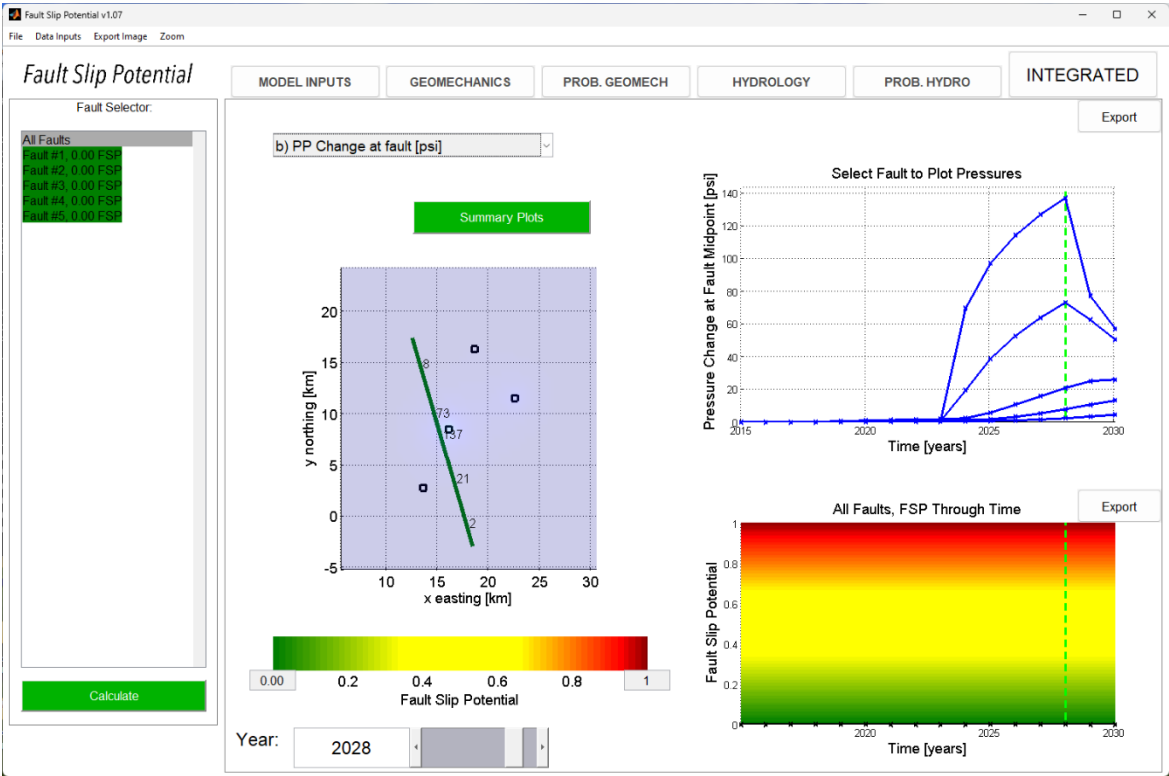 Fault Slip Potential v1.07
File Data Inputs Export Image Zoom
Fault Slip Potential
MODEL INPUTS
GEOMECHANICS
PROB. GEOMECH
HYDROLOGY
PROB. HYDRO
INTEGRATED
Fault Selector:
All Faults
Fault #1, 0.00 FSP
Fault #2, 0.00 FSP
Fault #3, 0.00 FSP
Fault #4, 0.00 FSP
Fault #5, 0.00 FSP
Calculate
b) PP Change at fault [psi]
Summary Plots
y northing [km]
20
15
10
5
0
-5
8
73
137
21
2
10 15 20 25 30
x easting [km]
0.00 0.2 0.4 0.6 0.8 1
Fault Slip Potential
Year: 2028
Export
Select Fault to Plot Pressures
Pressure Change at Fault Midpoint [psi]
140
120
100
80
60
40
20
0
2015 2020 2025 2030
Time [years]
Export
All Faults, FSP Through Time
Fault Slip Potential
1
0.8
0.6
0.4
0.2
0
2015 2020 2025 2030
Time [years]